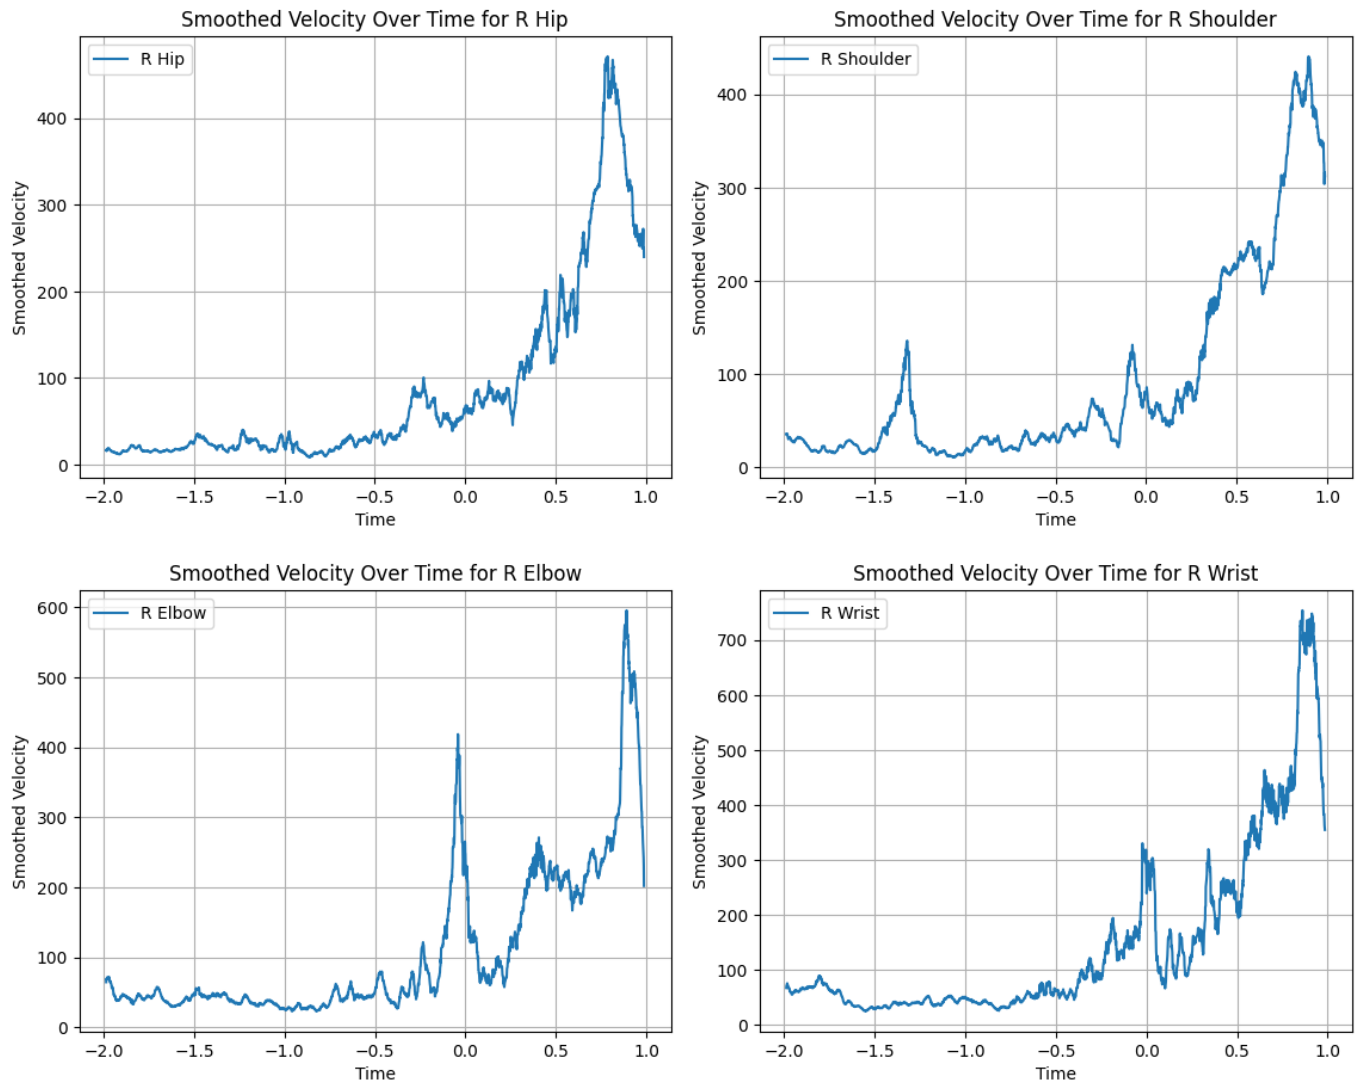 Smoothed Velocity Over Time for R Hip
R Hip
Smoothed Velocity
400
300
200
100
0
−2.0 −1.5 −1.0 −0.5 0.0 0.5 1.0
Time
Smoothed Velocity Over Time for R Shoulder
R Shoulder
Smoothed Velocity
400
300
200
100
0
−2.0 −1.5 −1.0 −0.5 0.0 0.5 1.0
Time
Smoothed Velocity Over Time for R Elbow
R Elbow
Smoothed Velocity
600
500
400
300
200
100
0
−2.0 −1.5 −1.0 −0.5 0.0 0.5 1.0
Time
Smoothed Velocity Over Time for R Wrist
R Wrist
Smoothed Velocity
700
600
500
400
300
200
100
0
−2.0 −1.5 −1.0 −0.5 0.0 0.5 1.0
Time